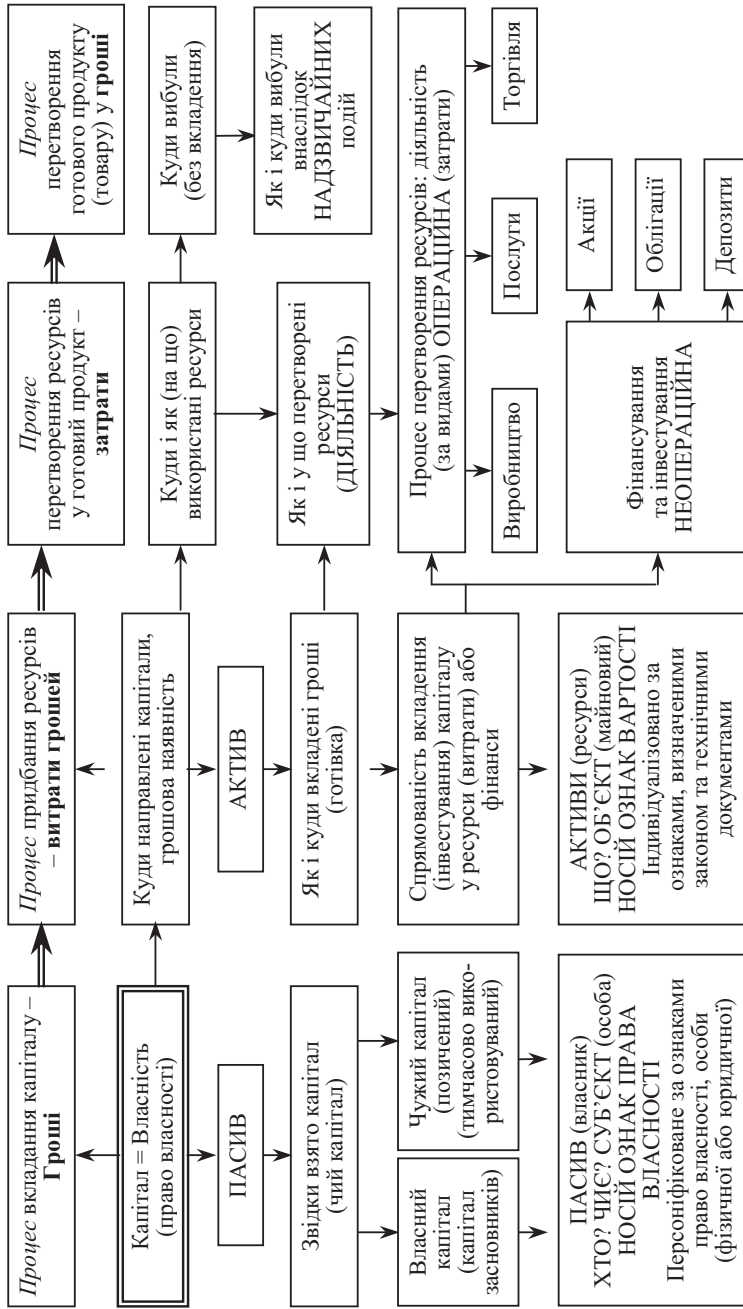 Процес вкладання капіталу –
Гроші
Процес придбання ресурсів
– витрати грошей
Процес
перетворення ресурсів
у готовий продукт –
затрати
Процес
перетворення
готового продукту
(товару) у гроші
Капітал = Власність
(право власності)
Куди направлені капітали,
грошова наявність
Куди і як (на що)
використані ресурси
Куди вибули
(без вкладення)
ПАСИВ
АКТИВ
Звідки взято капітал
(чий капітал)
Як і куди вкладені гроші
(готівка)
Як і у що перетворені
ресурси
(ДІЯЛЬНІСТЬ)
Як і куди вибули
внаслідок
НАДЗВИЧАЙНИХ
подій
Власний
капітал
(капітал
засновників)
Чужий капітал
(позичений)
(тимчасово вико-
ристовуваний)
Спрямованість вкладення
(інвестування) капіталу
у ресурси (витрати) або
фінанси
Процес перетворення ресурсів: діяльність
(за видами) ОПЕРАЦІЙНА (затрати)
Виробництво
Послуги
Торгівля
ПАСИВ (власник)
ХТО? ЧИЄ? СУБ’ЄКТ (особа)
НОСІЙ ОЗНАК ПРАВА
ВЛАСНОСТІ
Персоніфіковане за ознаками
право власності, особи
(фізичної або юридичної)
АКТИВИ (ресурси)
ЩО? ОБ’ЄКТ (майновий)
НОСІЙ ОЗНАК ВАРТОСТІ
Індивідуалізовано за
ознаками, визначеними
законом та технічними
документами
Фінансування
та інвестування
НЕОПЕРАЦІЙНА
Акції
Облігації
Депозити